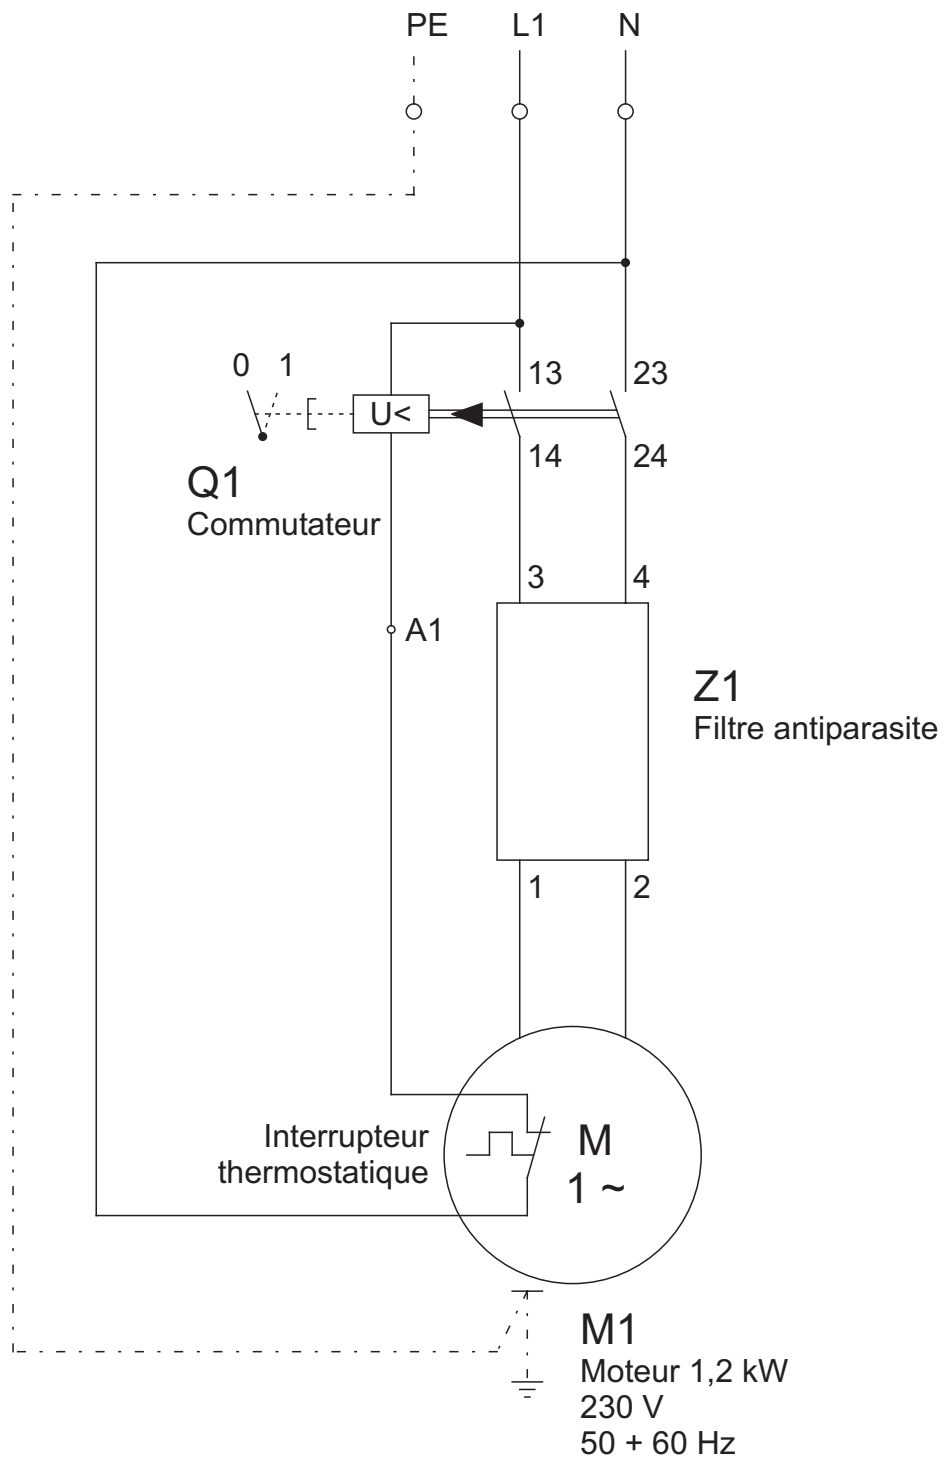 PE L1 N
0 1
13 23
U<
14 24
Q1
Commutateur
3 4
A1
Z1
Filtre antiparasite
1 2
Interrupteur
thermostatique
M
1 ~
M1
Moteur 1,2 kW
230 V
50 + 60 Hz